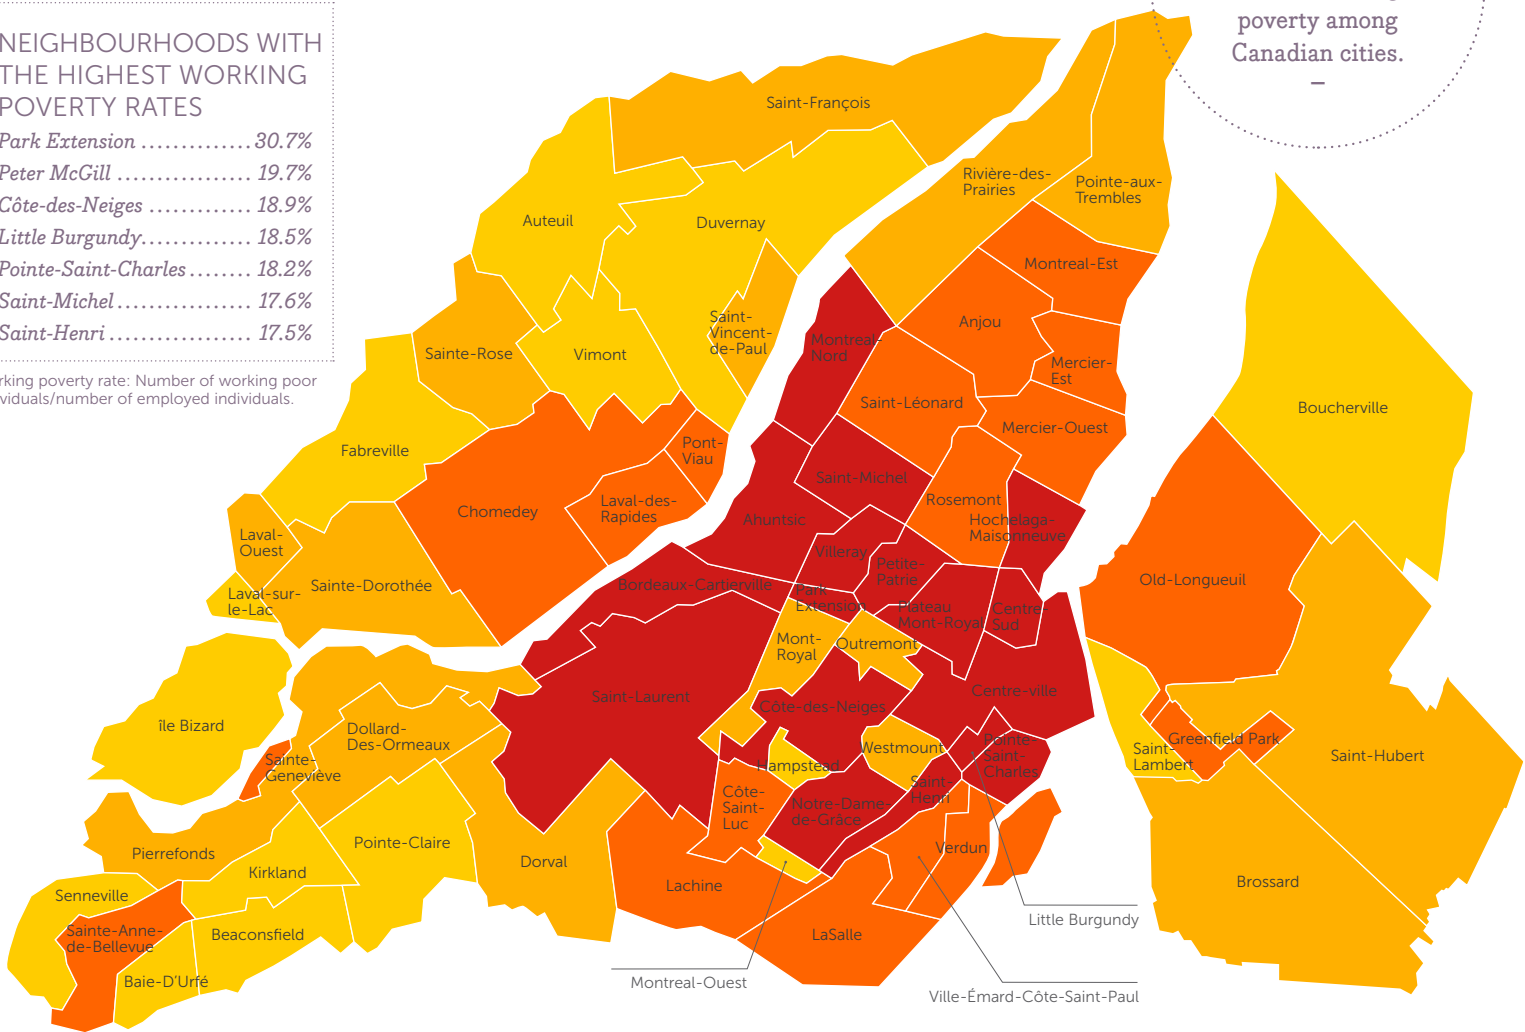 poverty among
Canadian cities.
–
NEIGHBOURHOODS WITH
THE HIGHEST WORKING
POVERTY RATES
Park Extension .............. 30.7%
Peter McGill ................. 19.7%
Côte-des-Neiges ............. 18.9%
Little Burgundy.............. 18.5%
Pointe-Saint-Charles ........ 18.2%
Saint-Michel ................. 17.6%
Saint-Henri .................. 17.5%
rking poverty rate: Number of working poor
viduals/number of employed individuals.
Saint-François
Rivière-des-
Prairies
Pointe-aux-
Trembles
Auteuil
Duvernay
Montreal-Est
Saint-
Vincent-
de-Paul
Anjou
Sainte-Rose
Vimont
Montreal-
Nord
Mercier-
Est
Saint-Léonard
Boucherville
Mercier-Ouest
Fabreville
Pont-
Viau
Saint-Michel
Chomedey
Laval-des-
Rapides
Rosemont
Ahuntsic
Hochelaga-
Maisonneuve
Laval-
Ouest
Villeray
Petite-
Patrie
Old-Longueuil
Sainte-Dorothée
Bordeaux-Cartierville
Laval-sur-
le-Lac
Park
Extension
Plateau
Mont-Royal
Centre-
Sud
Mont-
Royal
Outremont
Saint-Laurent
Centre-ville
Côte-des-Neiges
île Bizard
Dollard-
Des-Ormeaux
Westmount
Pointe-
Saint-
Charles
Greenfield Park
Saint-
Lambert
Saint-Hubert
Sainte-
Geneviève
Hampstead
Saint-
Henri
Côte-
Saint-
Luc
Notre-Dame-
de-Grâce
Pierrefonds
Pointe-Claire
Verdun
Dorval
Kirkland
Lachine
Brossard
Senneville
Little Burgundy
Sainte-Anne-
de-Bellevue
Beaconsfield
LaSalle
Baie-D'Urfé
Montreal-Ouest
Ville-Émard-Côte-Saint-Paul